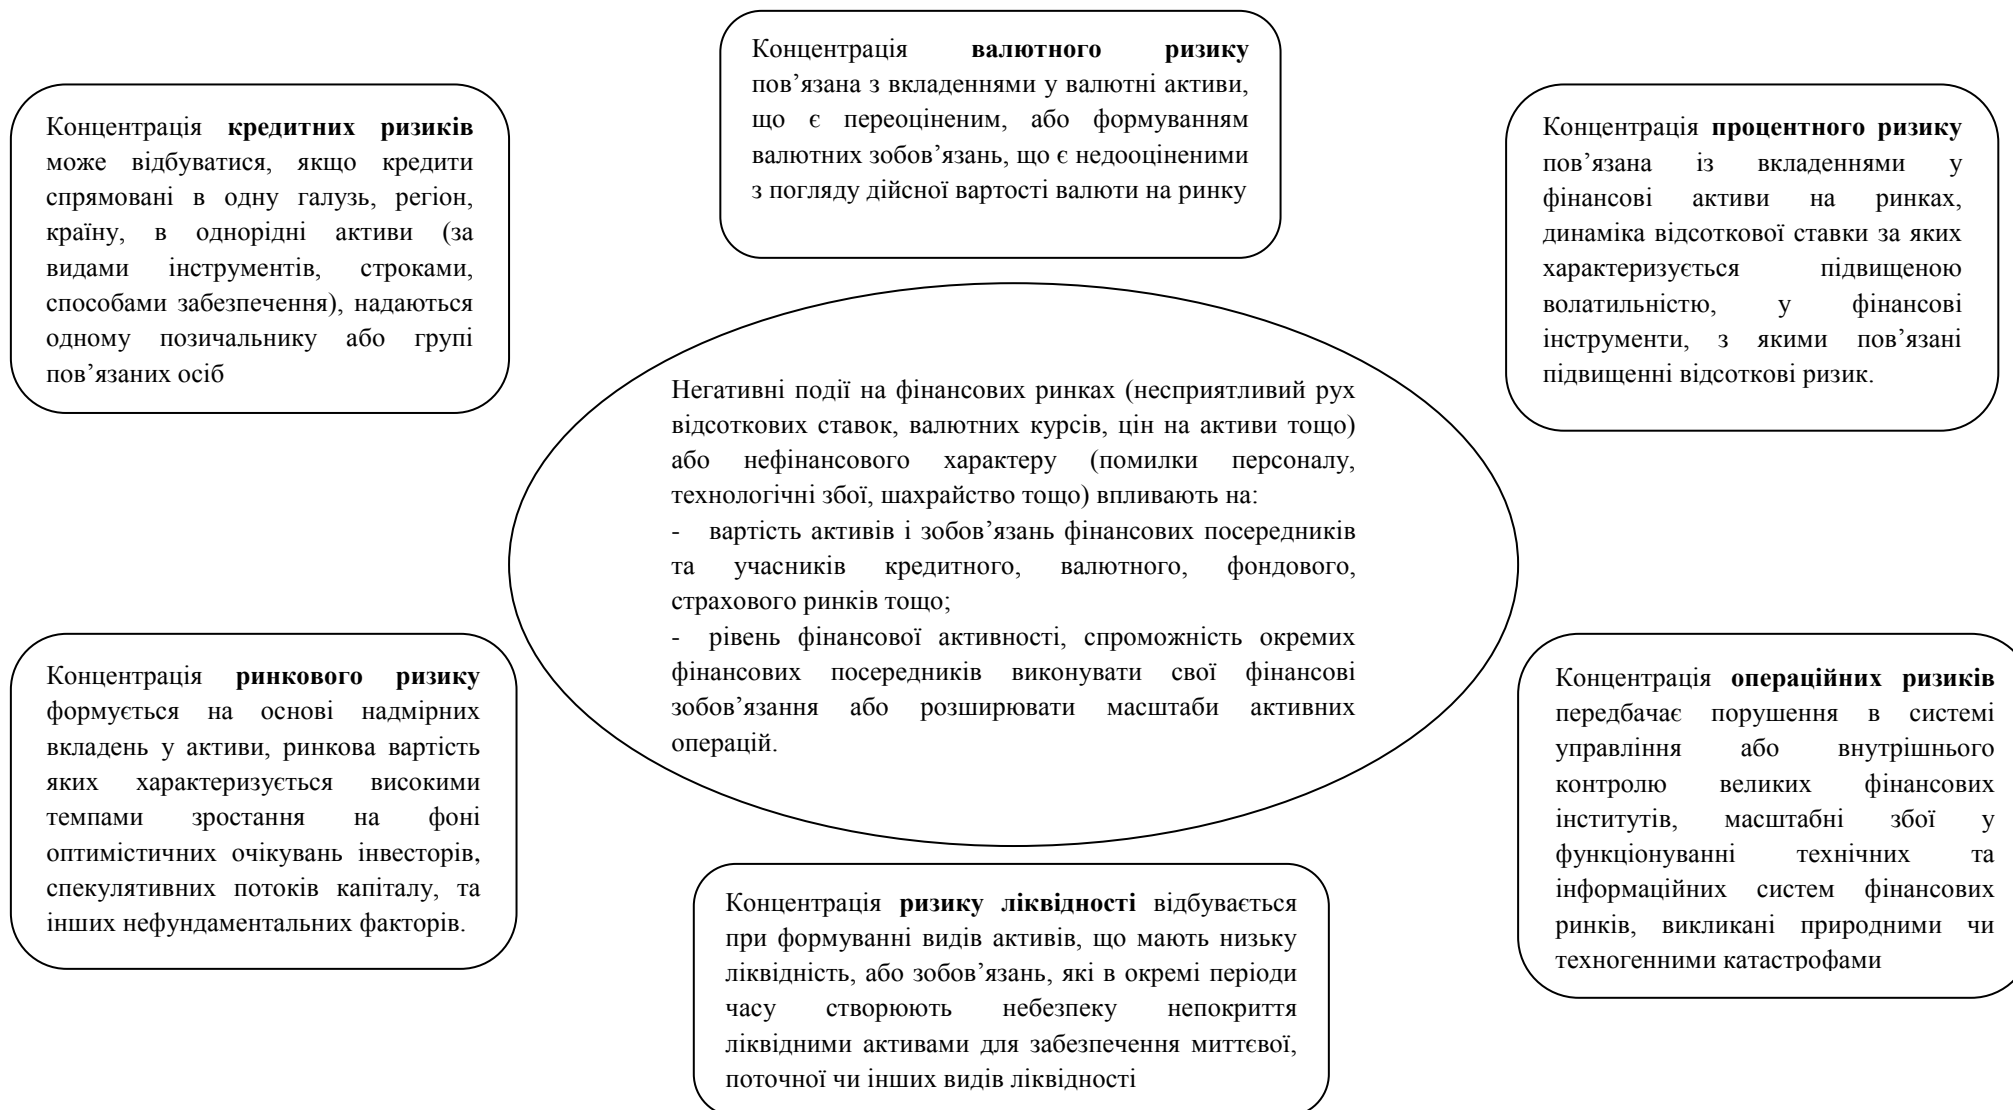 Концентрація валютного ризику
пов’язана з вкладеннями у валютні активи,
що є переоціненим, або формуванням
валютних зобов’язань, що є недооціненими
з погляду дійсної вартості валюти на ринку
Концентрація кредитних ризиків
може відбуватися, якщо кредити
спрямовані в одну галузь, регіон,
країну, в однорідні активи (за
видами інструментів, строками,
способами забезпечення), надаються
одному позичальнику або групі
пов’язаних осіб
Концентрація процентного ризику
пов’язана із вкладеннями у
фінансові активи на ринках,
динаміка відсоткової ставки за яких
характеризується підвищеною
волатильністю, у фінансові
інструменти, з якими пов’язані
підвищенні відсоткові ризик.
Негативні події на фінансових ринках (несприятливий рух
відсоткових ставок, валютних курсів, цін на активи тощо)
або нефінансового характеру (помилки персоналу,
технологічні збої, шахрайство тощо) впливають на:
- вартість активів і зобов’язань фінансових посередників
та учасників кредитного, валютного, фондового,
страхового ринків тощо;
- рівень фінансової активності, спроможність окремих
фінансових посередників виконувати свої фінансові
зобов’язання або розширювати масштаби активних
операцій.
Концентрація ринкового ризику
формується на основі надмірних
вкладень у активи, ринкова вартість
яких характеризується високими
темпами зростання на фоні
оптимістичних очікувань інвесторів,
спекулятивних потоків капіталу, та
інших нефундаментальних факторів.
Концентрація операційних ризиків
передбачає порушення в системі
управління або внутрішнього
контролю великих фінансових
інститутів, масштабні збої у
функціонуванні технічних та
інформаційних систем фінансових
ринків, викликані природними чи
техногенними катастрофами
Концентрація ризику ліквідності відбувається
при формуванні видів активів, що мають низьку
ліквідність, або зобов’язань, які в окремі періоди
часу створюють небезпеку непокриття
ліквідними активами для забезпечення миттєвої,
поточної чи інших видів ліквідності